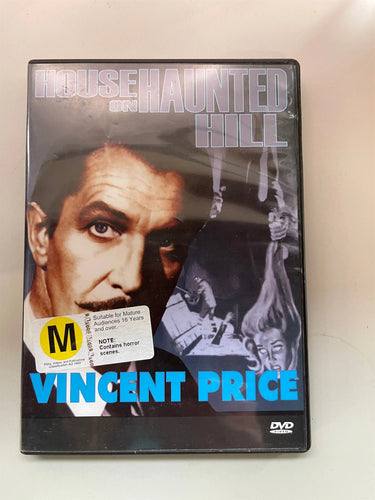 HOUSE HAUNTED
ON
HILL
M
Suitable for Mature
Audiences 16 Years
and over.
NOTE:
Contains horror
scenes.
VINCENT PRICE
DVD
VIDEO